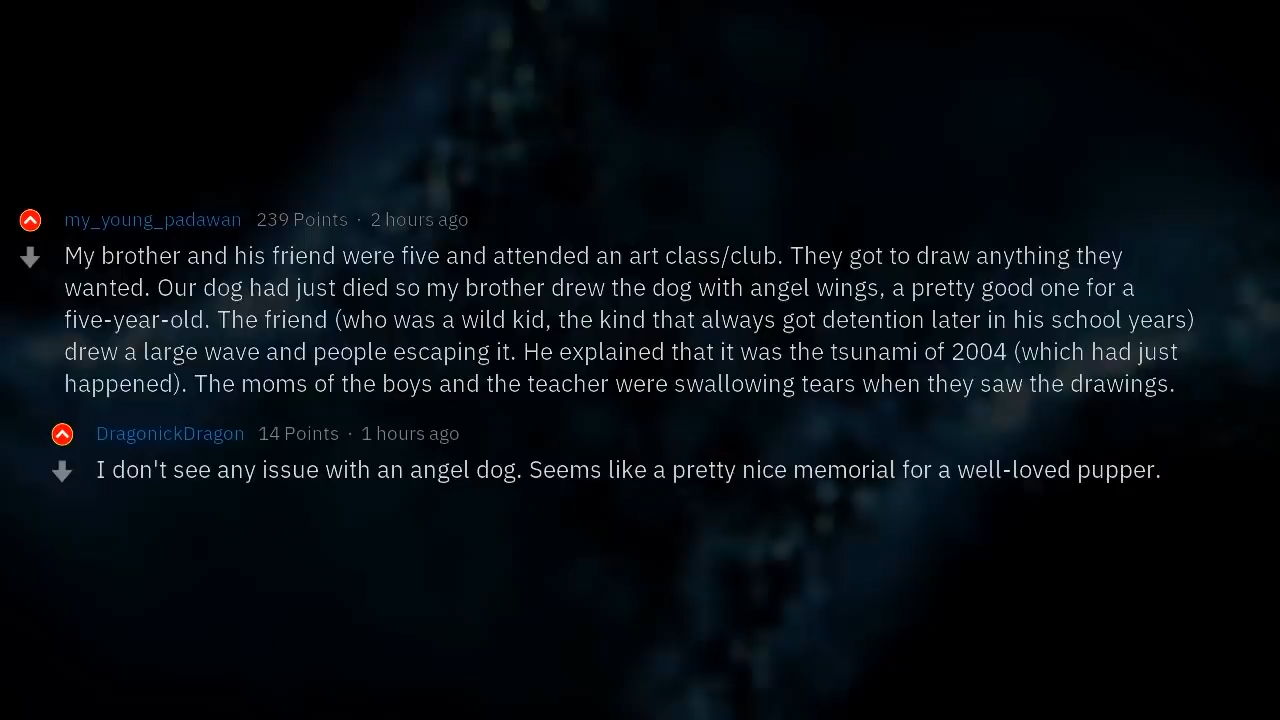 my_young_padawan 239 Points · 2 hours ago
My brother and his friend were five and attended an art class/club. They got to draw anything they
wanted. Our dog had just died so my brother drew the dog with angel wings, a pretty good one for a
five-year-old. The friend (who was a wild kid, the kind that always got detention later in his school years)
drew a large wave and people escaping it. He explained that it was the tsunami of 2004 (which had just
happened). The moms of the boys and the teacher were swallowing tears when they saw the drawings.
DragonickDragon 14 Points · 1 hours ago
I don't see any issue with an angel dog. Seems like a pretty nice memorial for a well-loved pupper.